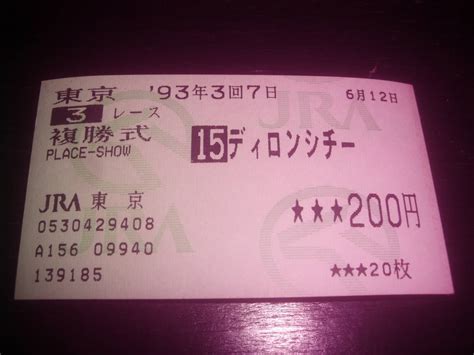 東京 '93年3回7日 6月12日
3 レース
複勝式 15 ディロンシチー
PLACE-SHOW
JRA 東京 ★★★200円
0530429408
A156 09940
139185 ★★★20枚
JRA
JRA